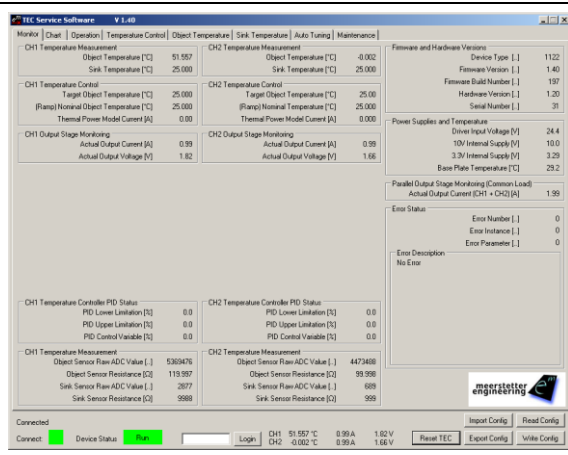 TEC Service Software V 1.40
Monitor Chart Operation Temperature Control Object Temperature Sink Temperature Auto Tuning Maintenance
CH1 Temperature Measurement
Object Temperature [°C] 51.557
Sink Temperature [°C] 25.000
CH1 Temperature Control
Target Object Temperature [°C] 25.000
(Ramp) Nominal Object Temperature [°C] 25.000
Thermal Power Model Current [A] 0.00
CH1 Output Stage Monitoring
Actual Output Current [A] 0.99
Actual Output Voltage [V] 1.82
CH1 Temperature Controller PID Status
PID Lower Limitation [%] 0.0
PID Upper Limitation [%] 0.0
PID Control Variable [%] 0.0
CH1 Temperature Measurement
Object Sensor Raw ADC Value [..] 5369476
Object Sensor Resistance [Ω] 119.997
Sink Sensor Raw ADC Value [..] 2877
Sink Sensor Resistance [Ω] 9988
CH2 Temperature Measurement
Object Temperature [°C] -0.002
Sink Temperature [°C] 25.000
CH2 Temperature Control
Target Object Temperature [°C] 25.00
(Ramp) Nominal Temperature [°C] 25.000
Thermal Power Model Current [A] 0.00
CH2 Output Stage Monitoring
Actual Output Current [A] 0.99
Actual Output Voltage [V] 1.66
CH2 Temperature Controller PID Status
PID Lower Limitation [%] 0.0
PID Upper Limitation [%] 0.0
PID Control Variable [%] 0.0
CH2 Temperature Measurement
Object Sensor Raw ADC Value [..] 4473408
Object Sensor Resistance [Ω] 99.998
Sink Sensor Raw ADC Value [..] 689
Sink Sensor Resistance [Ω] 999
Firmware and Hardware Versions
Device Type [..] 1122
Firmware Version [..] 1.40
Firmware Build Number [..] 197
Hardware Version [..] 1.20
Serial Number [..] 31
Power Supplies and Temperature
Driver Input Voltage [V] 24.4
10V Internal Supply [V] 10.0
3.3V Internal Supply [V] 3.29
Base Plate Temperature [°C] 29.2
Parallel Output Stage Monitoring (Common Load)
Actual Output Current (CH1 + CH2) [A] 1.99
Error Status
Error Number [..] 0
Error Instance [..] 0
Error Parameter [..] 0
Error Description
No Error
meerstetter
engineering
Connected
Connect Device Status Run Login
CH1 51.557 °C 0.99 A 1.82 V
CH2 -0.002 °C 0.99 A 1.66 V
Reset TEC
Import Config Read Config
Export Config Write Config